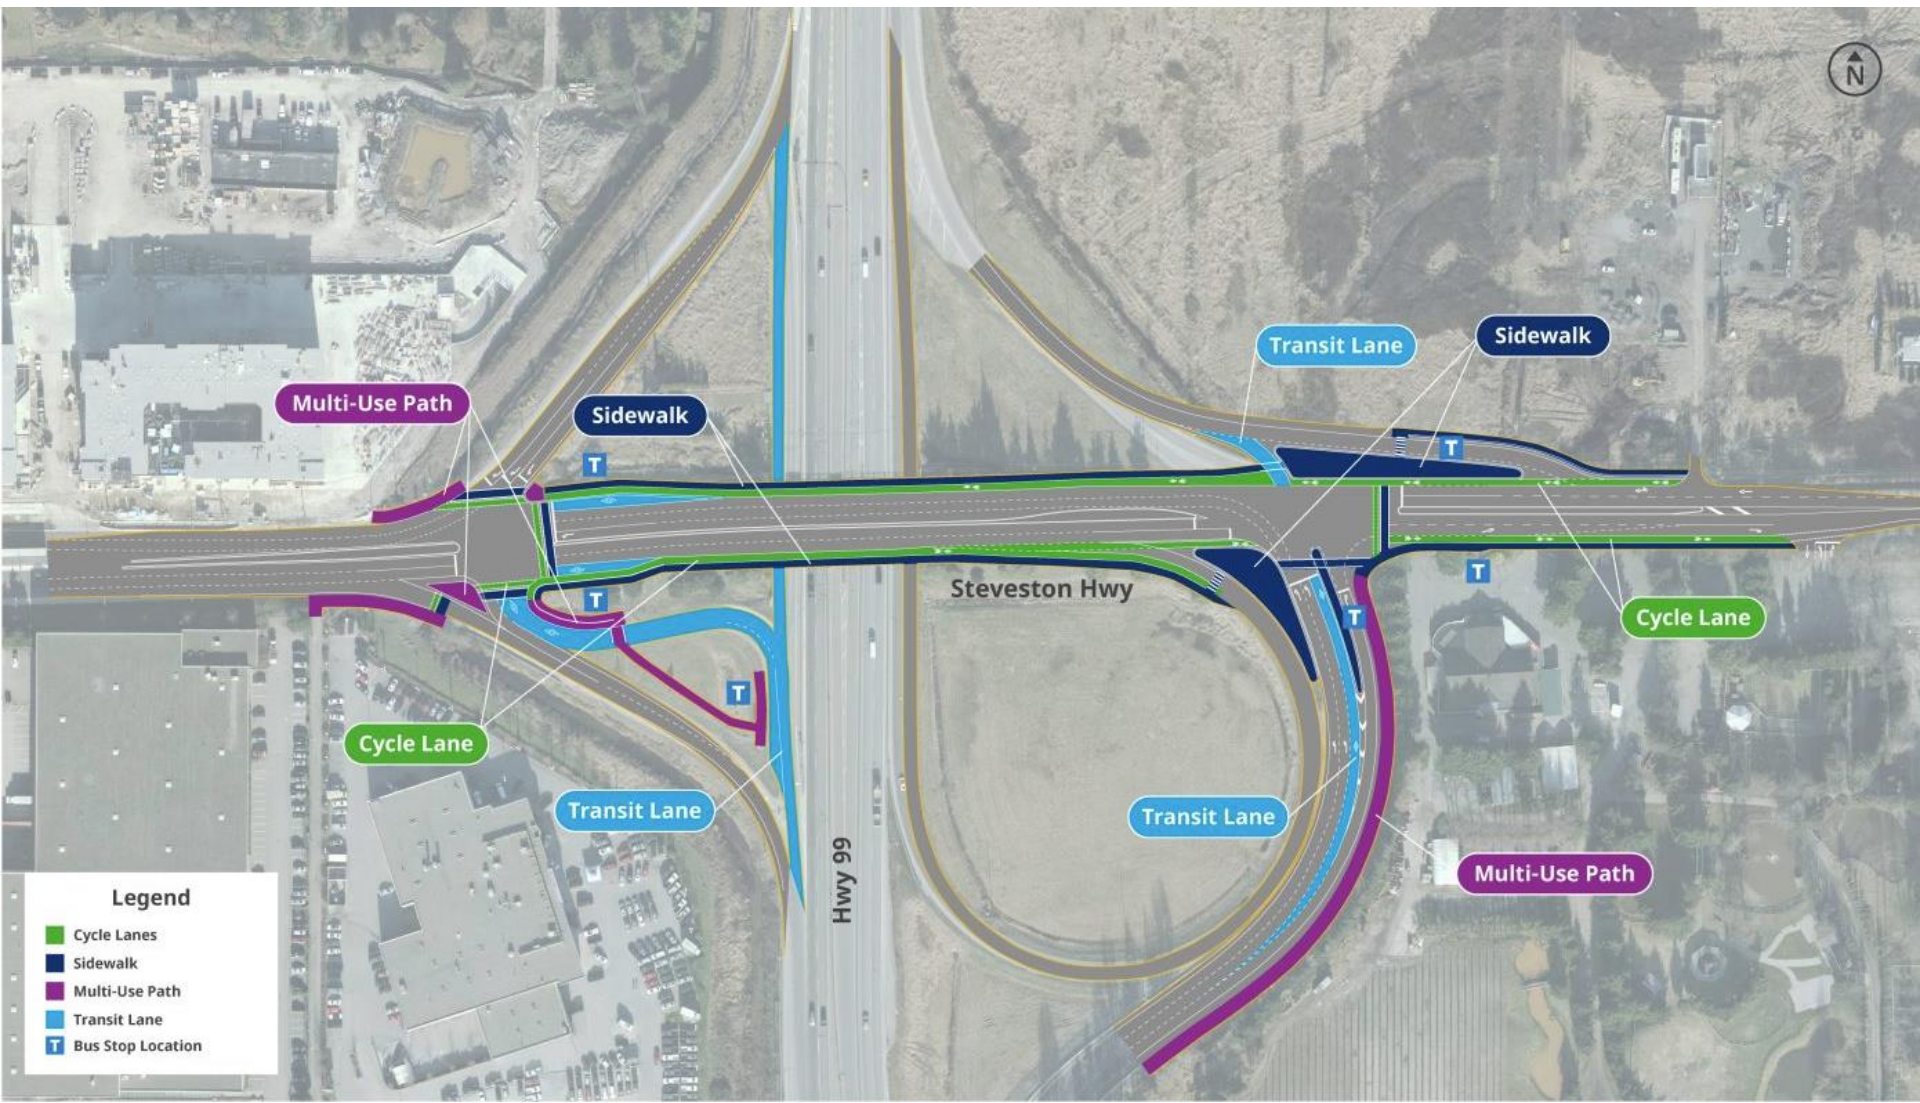 N
Transit Lane
Sidewalk
Multi-Use Path
Sidewalk
T
T
Steveston Hwy
T
T
T
Cycle Lane
T
Cycle Lane
Transit Lane
Transit Lane
Hwy 99
Multi-Use Path
Legend
Cycle Lanes
Sidewalk
Multi-Use Path
Transit Lane
T Bus Stop Location